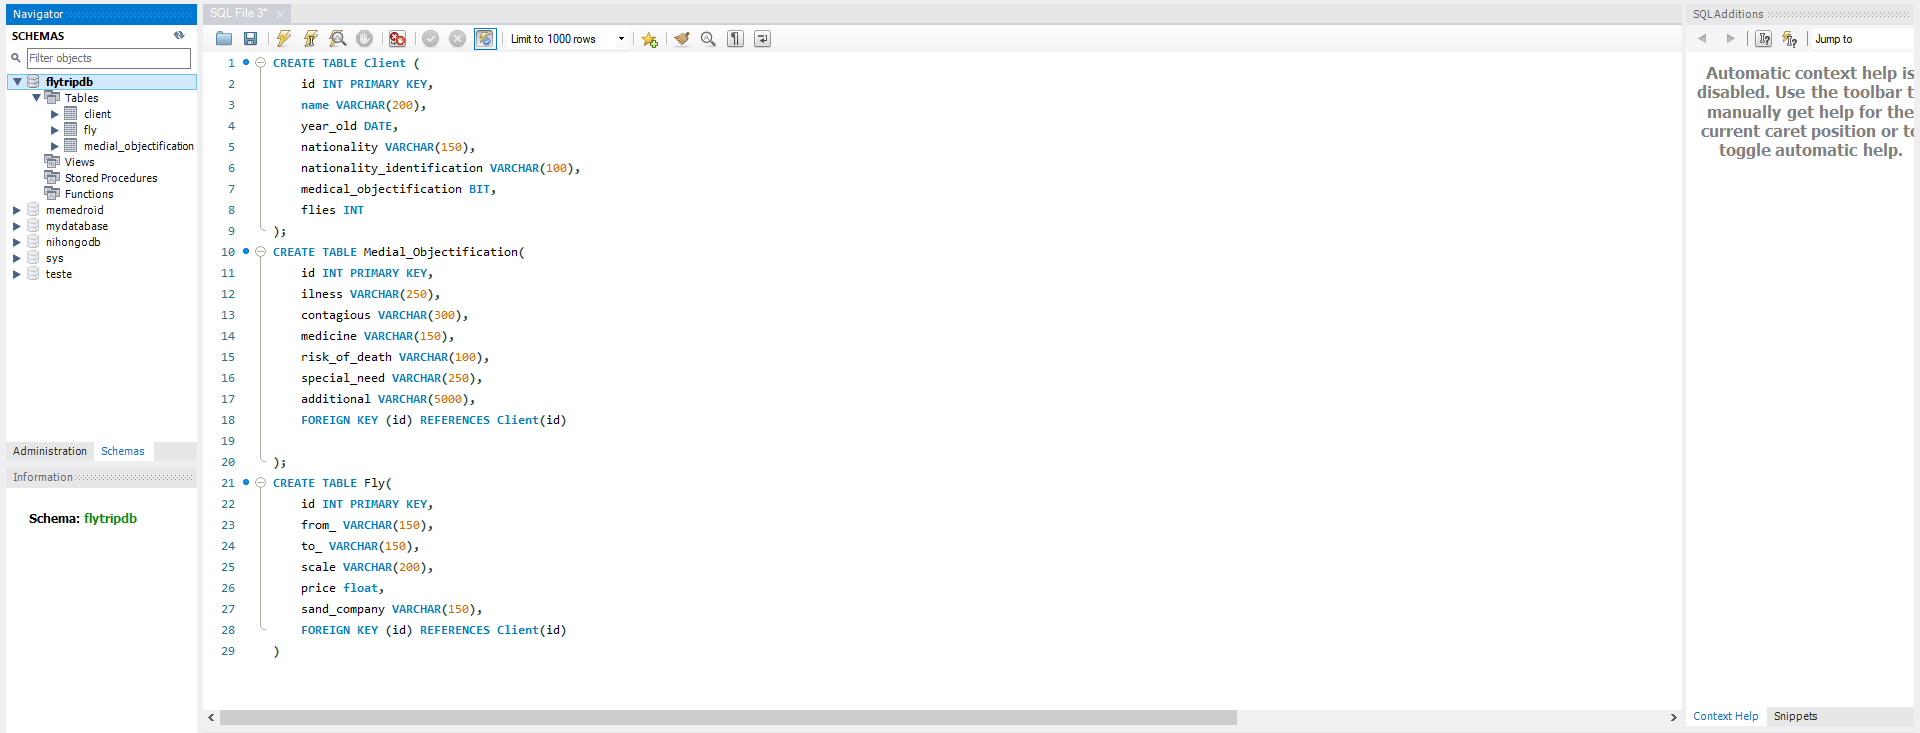 Navigator
SCHEMAS
Filter objects
flytripdb
Tables
client
fly
medial_objectification
Views
Stored Procedures
Functions
memedroid
mydatabase
nihongodb
sys
teste
Administration Schemas
Information
Schema: flytripdb
SQL File 3*
Limit to 1000 rows
1 CREATE TABLE Client (
2 id INT PRIMARY KEY,
3 name VARCHAR(200),
4 year_old DATE,
5 nationality VARCHAR(150),
6 nationality_identification VARCHAR(100),
7 medical_objectification BIT,
8 flies INT
9 );
10 CREATE TABLE Medial_Objectification(
11 id INT PRIMARY KEY,
12 ilness VARCHAR(250),
13 contagious VARCHAR(300),
14 medicine VARCHAR(150),
15 risk_of_death VARCHAR(100),
16 special_need VARCHAR(250),
17 additional VARCHAR(5000),
18 FOREIGN KEY (id) REFERENCES Client(id)
19
20 );
21 CREATE TABLE Fly(
22 id INT PRIMARY KEY,
23 from_ VARCHAR(150),
24 to_ VARCHAR(150),
25 scale VARCHAR(200),
26 price float,
27 sand_company VARCHAR(150),
28 FOREIGN KEY (id) REFERENCES Client(id)
29 )
SQLAdditions
Jump to
Automatic context help is
disabled. Use the toolbar t
manually get help for the
current caret position or to
toggle automatic help.
Context Help Snippets